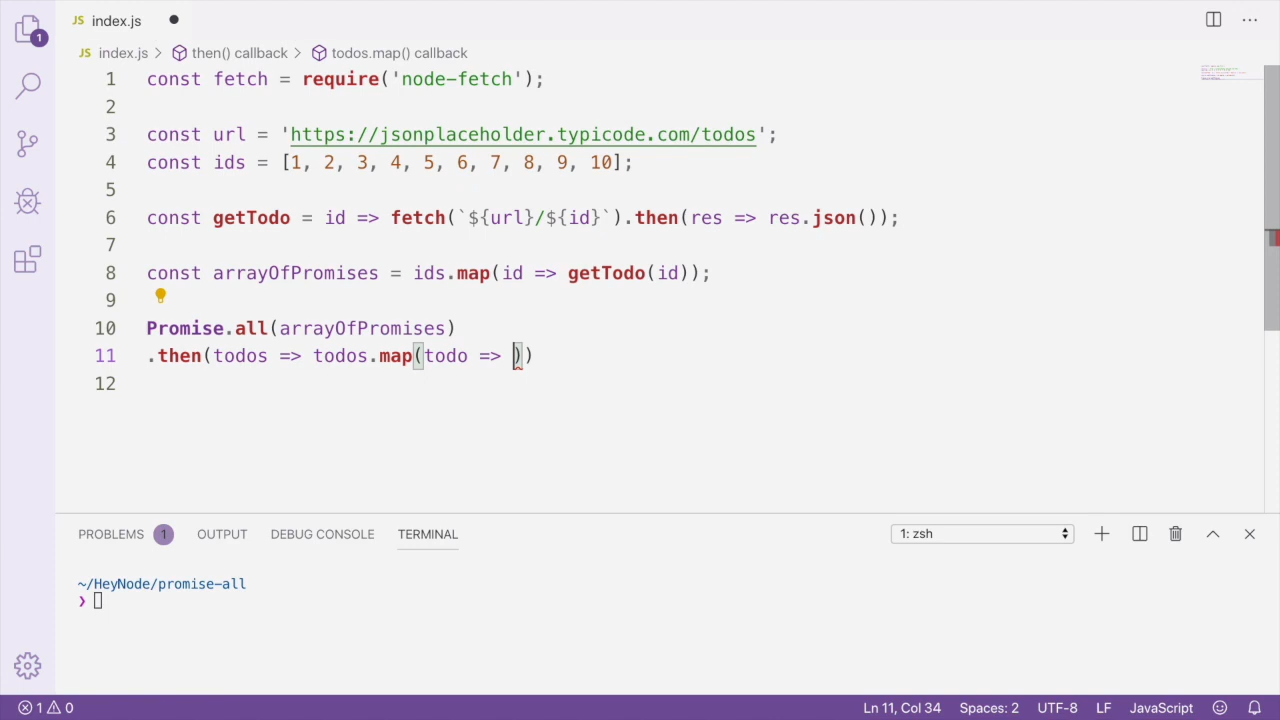 JS index.js
1
JS index.js > then() callback > todos.map() callback
1 const fetch = require('node-fetch');
2
3 const url = 'https://jsonplaceholder.typicode.com/todos';
4 const ids = [1, 2, 3, 4, 5, 6, 7, 8, 9, 10];
5
6 const getTodo = id => fetch(`${url}/${id}`).then(res => res.json());
7
8 const arrayOfPromises = ids.map(id => getTodo(id));
9
10 Promise.all(arrayOfPromises)
11 .then(todos => todos.map(todo => ))
12
PROBLEMS 1 OUTPUT DEBUG CONSOLE TERMINAL 1: zsh
~/HeyNode/promise-all
❯
1 0 Ln 11, Col 34 Spaces: 2 UTF-8 LF JavaScript